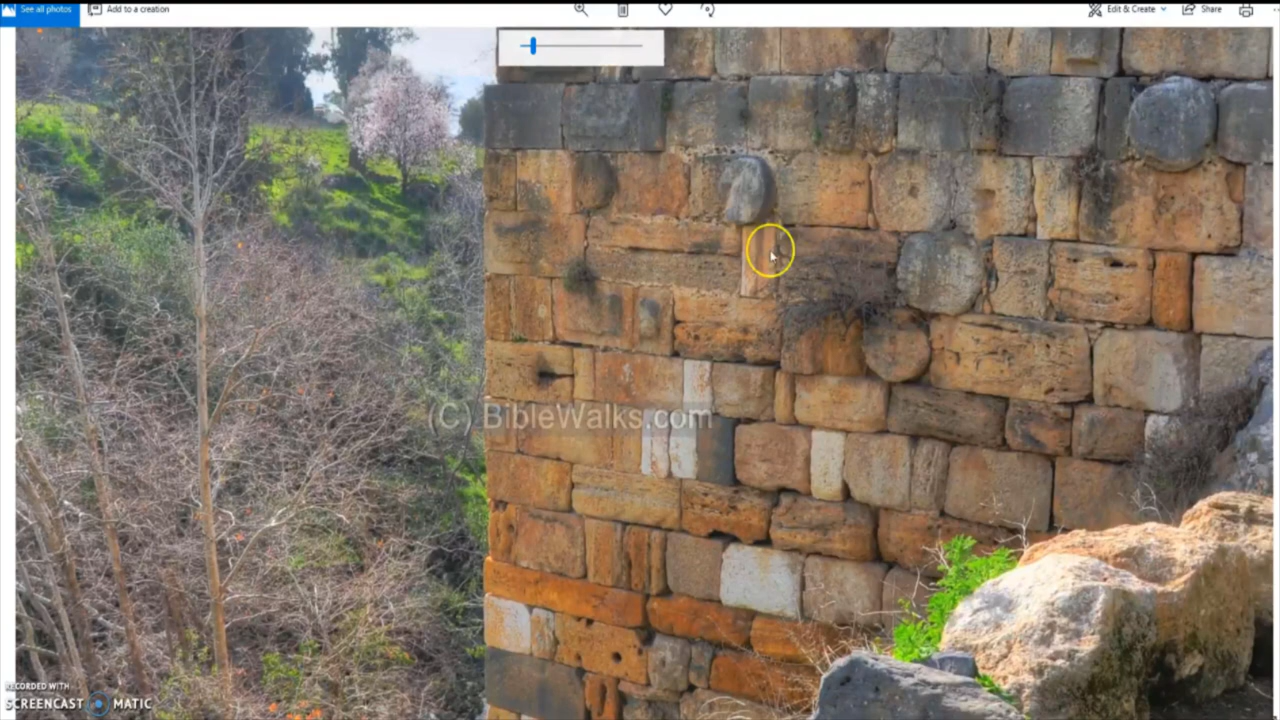 See all photos
Add to a creation
Edit & Create
Share
(C) BibleWalks.com
RECORDED WITH
SCREENCAST MATIC